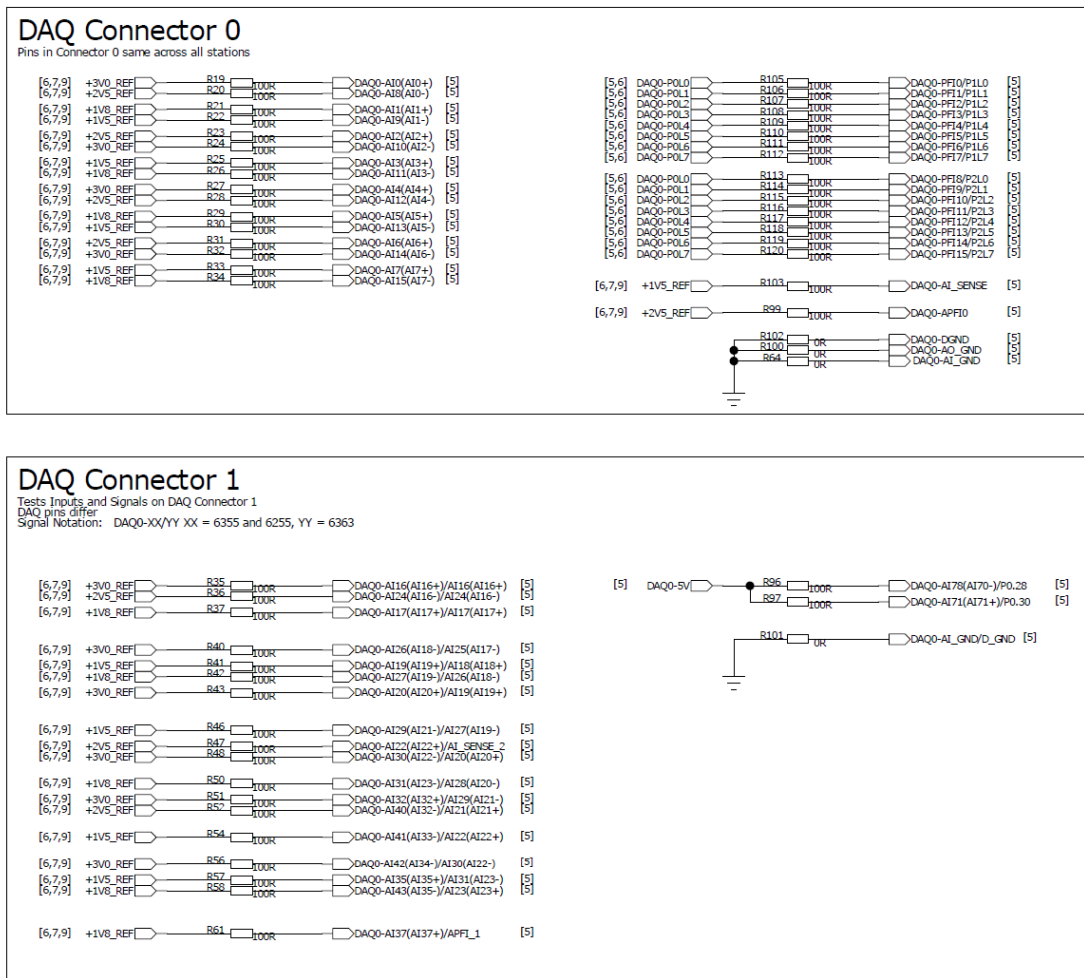 DAQ Connector 0
Pins in Connector 0 same across all stations
[6,7,9] +3V0_REF R19 100R DAQ0-AI0(AI0+) [5]
[6,7,9] +2V5_REF R20 100R DAQ0-AI8(AI0-) [5]
[6,7,9] +1V8_REF R21 100R DAQ0-AI1(AI1+) [5]
[6,7,9] +1V5_REF R22 100R DAQ0-AI9(AI1-) [5]
[6,7,9] +2V5_REF R23 100R DAQ0-AI2(AI2+) [5]
[6,7,9] +3V0_REF R24 100R DAQ0-AI10(AI2-) [5]
[6,7,9] +1V5_REF R25 100R DAQ0-AI3(AI3+) [5]
[6,7,9] +1V8_REF R26 100R DAQ0-AI11(AI3-) [5]
[6,7,9] +3V0_REF R27 100R DAQ0-AI4(AI4+) [5]
[6,7,9] +2V5_REF R28 100R DAQ0-AI12(AI4-) [5]
[6,7,9] +1V8_REF R29 100R DAQ0-AI5(AI5+) [5]
[6,7,9] +1V5_REF R30 100R DAQ0-AI13(AI5-) [5]
[6,7,9] +2V5_REF R31 100R DAQ0-AI6(AI6+) [5]
[6,7,9] +3V0_REF R32 100R DAQ0-AI14(AI6-) [5]
[6,7,9] +1V5_REF R33 100R DAQ0-AI7(AI7+) [5]
[6,7,9] +1V8_REF R34 100R DAQ0-AI15(AI7-) [5]
[5,6] DAQ0-P0L0 R105 100R DAQ0-PFI0/P1L0 [5]
[5,6] DAQ0-P0L1 R106 100R DAQ0-PFI1/P1L1 [5]
[5,6] DAQ0-P0L2 R107 100R DAQ0-PFI2/P1L2 [5]
[5,6] DAQ0-P0L3 R108 100R DAQ0-PFI3/P1L3 [5]
[5,6] DAQ0-P0L4 R109 100R DAQ0-PFI4/P1L4 [5]
[5,6] DAQ0-P0L5 R110 100R DAQ0-PFI5/P1L5 [5]
[5,6] DAQ0-P0L6 R111 100R DAQ0-PFI6/P1L6 [5]
[5,6] DAQ0-P0L7 R112 100R DAQ0-PFI7/P1L7 [5]
[5,6] DAQ0-P0L0 R113 100R DAQ0-PFI8/P2L0 [5]
[5,6] DAQ0-P0L1 R114 100R DAQ0-PFI9/P2L1 [5]
[5,6] DAQ0-P0L2 R115 100R DAQ0-PFI10/P2L2 [5]
[5,6] DAQ0-P0L3 R116 100R DAQ0-PFI11/P2L3 [5]
[5,6] DAQ0-P0L4 R117 100R DAQ0-PFI12/P2L4 [5]
[5,6] DAQ0-P0L5 R118 100R DAQ0-PFI13/P2L5 [5]
[5,6] DAQ0-P0L6 R119 100R DAQ0-PFI14/P2L6 [5]
[5,6] DAQ0-P0L7 R120 100R DAQ0-PFI15/P2L7 [5]
[6,7,9] +1V5_REF R103 100R DAQ0-AI_SENSE [5]
[6,7,9] +2V5_REF R99 100R DAQ0-APFI0 [5]
R102 0R DAQ0-DGND [5]
R100 0R DAQ0-AO_GND [5]
R64 0R DAQ0-AI_GND [5]
DAQ Connector 1
Tests Inputs and Signals on DAQ Connector 1
DAQ pins differ
Signal Notation: DAQ0-XX/YY XX = 6355 and 6255, YY = 6363
[6,7,9] +3V0_REF R35 100R DAQ0-AI16(AI16+)/AI16(AI16+) [5]
[6,7,9] +2V5_REF R36 100R DAQ0-AI24(AI16-)/AI24(AI16-) [5]
[6,7,9] +1V8_REF R37 100R DAQ0-AI17(AI17+)/AI17(AI17+) [5]
[6,7,9] +3V0_REF R40 100R DAQ0-AI26(AI18-)/AI25(AI17-) [5]
[6,7,9] +1V5_REF R41 100R DAQ0-AI19(AI19+)/AI18(AI18+) [5]
[6,7,9] +1V8_REF R42 100R DAQ0-AI27(AI19-)/AI26(AI18-) [5]
[6,7,9] +3V0_REF R43 100R DAQ0-AI20(AI20+)/AI19(AI19+) [5]
[6,7,9] +1V5_REF R46 100R DAQ0-AI29(AI21-)/AI27(AI19-) [5]
[6,7,9] +2V5_REF R47 100R DAQ0-AI22(AI22+)/AI_SENSE_2 [5]
[6,7,9] +3V0_REF R48 100R DAQ0-AI30(AI22-)/AI20(AI20+) [5]
[6,7,9] +1V8_REF R50 100R DAQ0-AI31(AI23-)/AI28(AI20-) [5]
[6,7,9] +3V0_REF R51 100R DAQ0-AI32(AI32+)/AI29(AI21-) [5]
[6,7,9] +2V5_REF R52 100R DAQ0-AI40(AI32-)/AI21(AI21+) [5]
[6,7,9] +1V5_REF R54 100R DAQ0-AI41(AI33-)/AI22(AI22+) [5]
[6,7,9] +3V0_REF R56 100R DAQ0-AI42(AI34-)/AI30(AI22-) [5]
[6,7,9] +1V5_REF R57 100R DAQ0-AI35(AI35+)/AI31(AI23-) [5]
[6,7,9] +1V8_REF R58 100R DAQ0-AI43(AI35-)/AI23(AI23+) [5]
[6,7,9] +1V8_REF R61 100R DAQ0-AI37(AI37+)/APFI_1 [5]
[5] DAQ0-5V R96 100R DAQ0-AI78(AI70-)/P0.28 [5]
R97 100R DAQ0-AI71(AI71+)/P0.30 [5]
R101 0R DAQ0-AI_GND/D_GND [5]